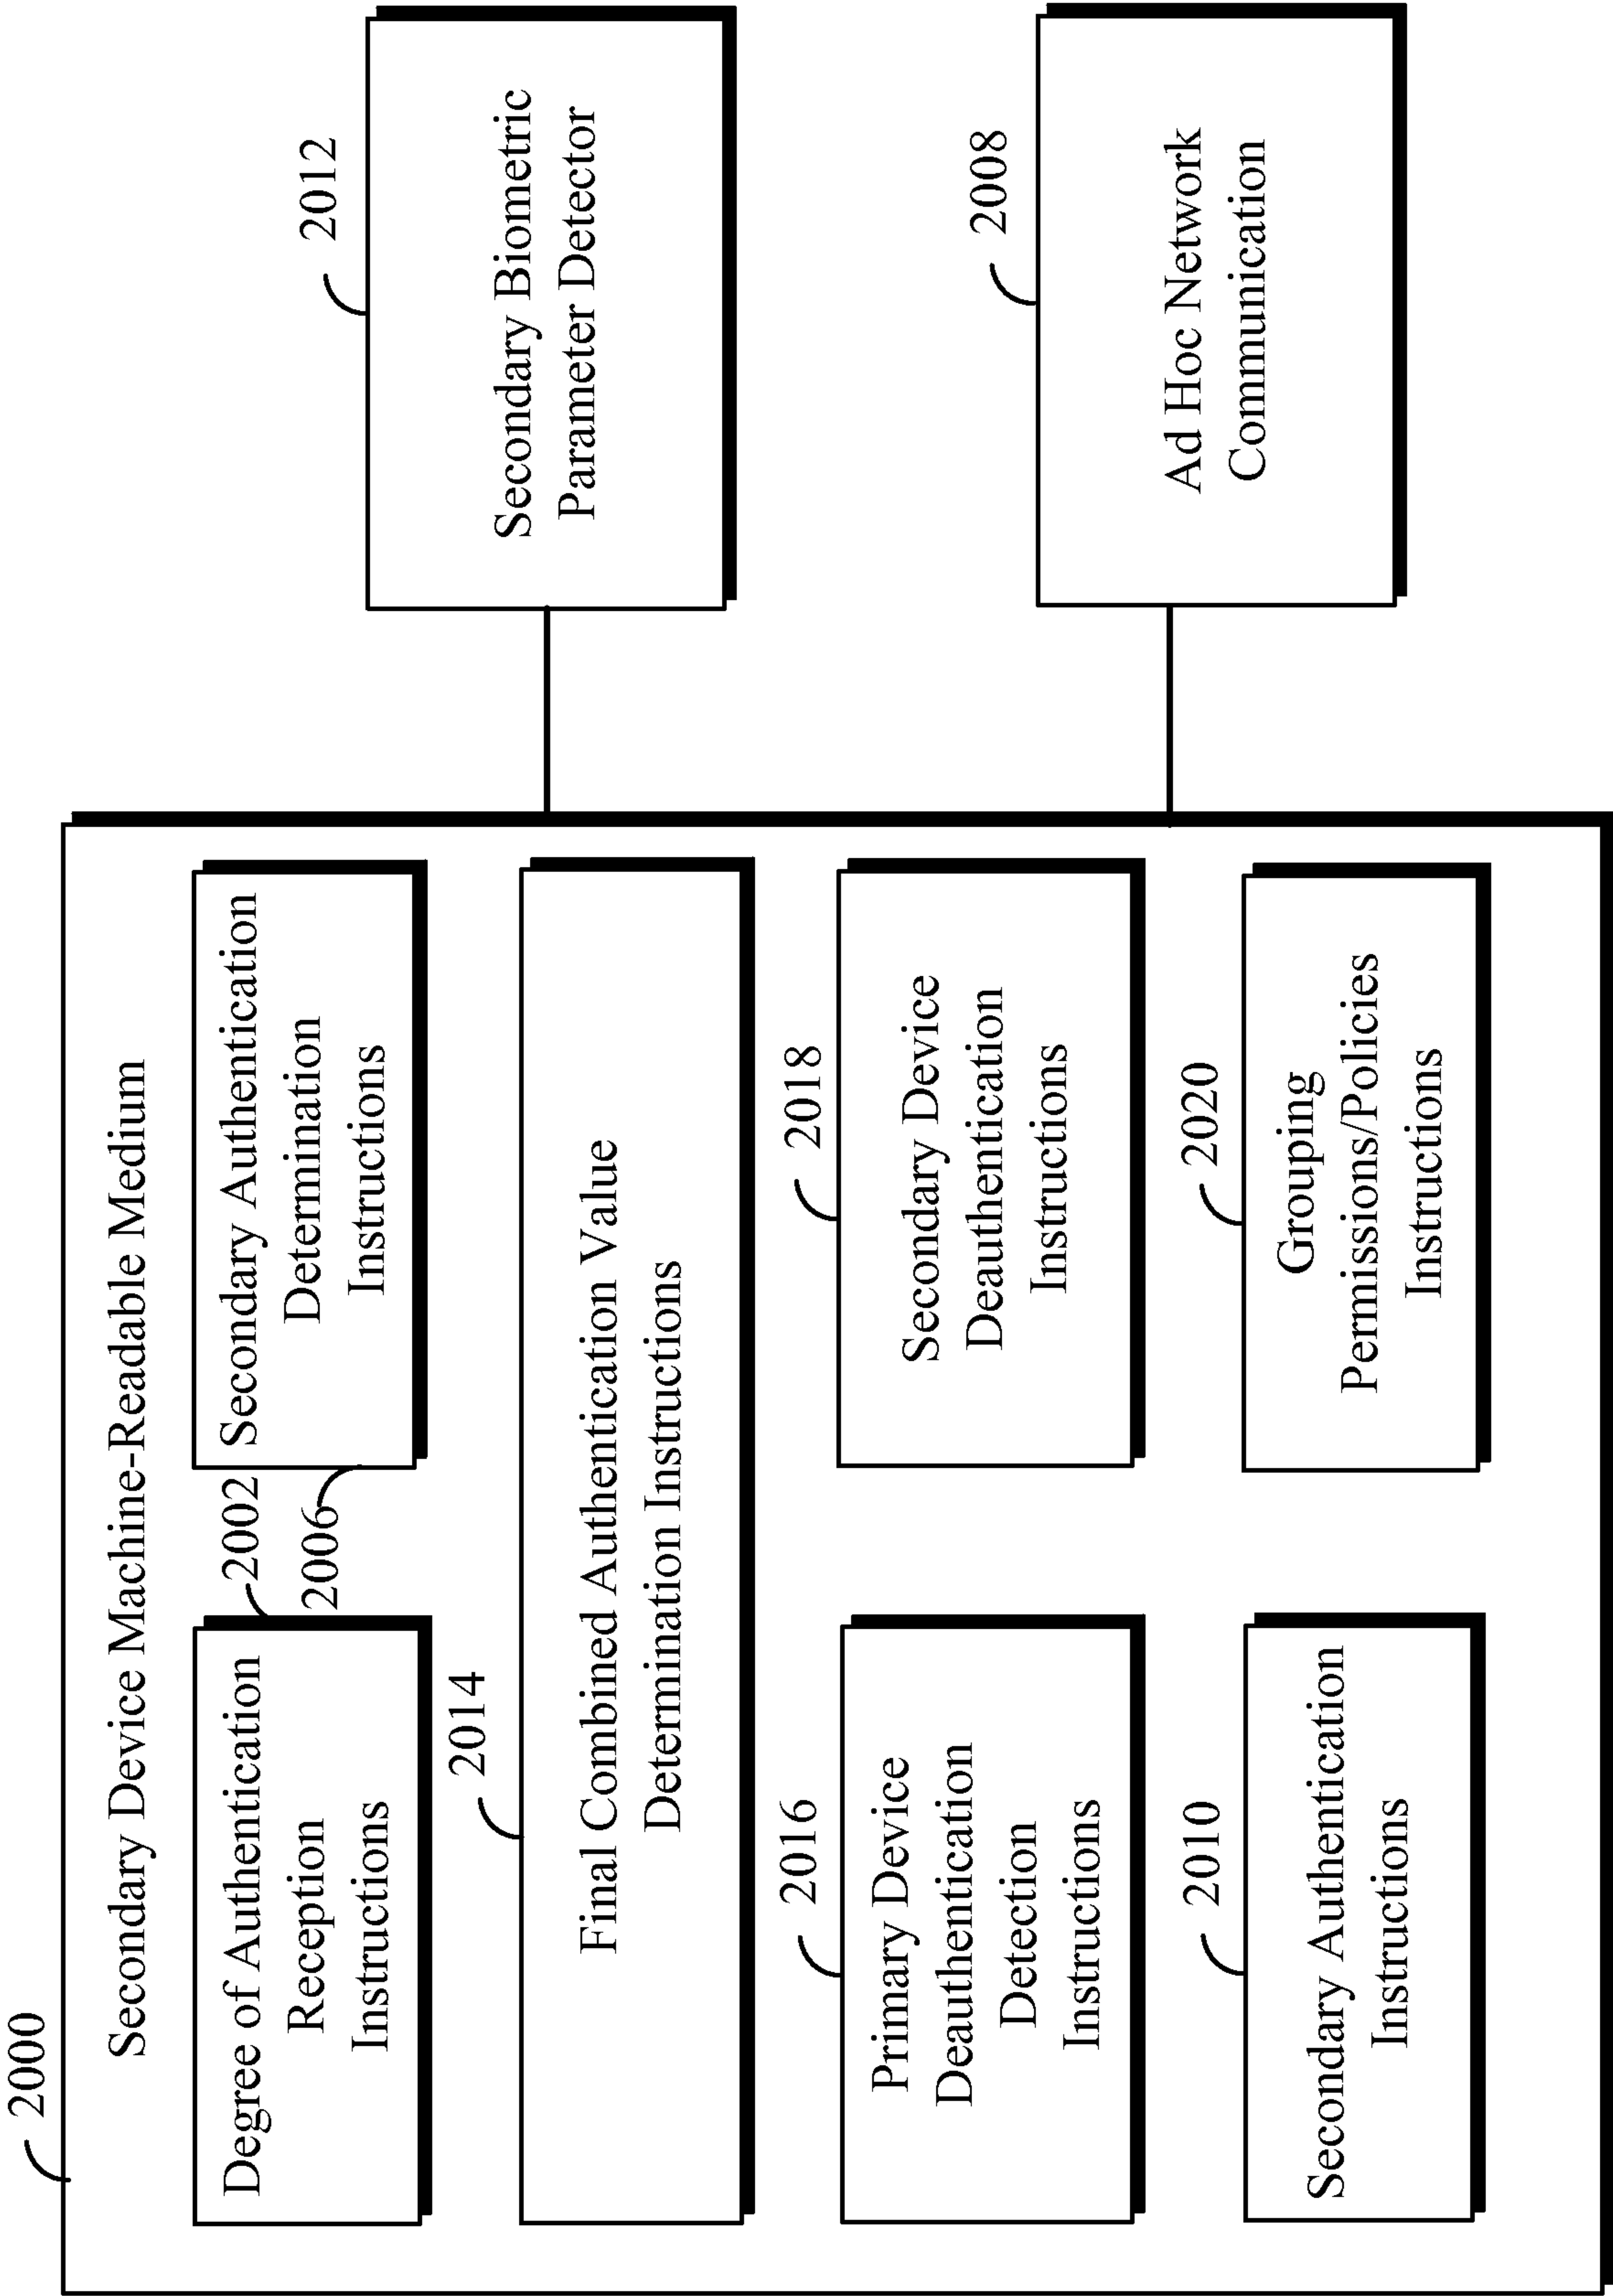 2000
Secondary Device Machine-Readable Medium
2002
Degree of Authentication
Reception
Instructions
2006
Secondary Authentication
Determination
Instructions
2014
Final Combined Authentication Value
Determination Instructions
2016
Primary Device
Deauthentication
Detection
Instructions
2018
Secondary Device
Deauthentication
Instructions
2010
Secondary Authentication
Instructions
2020
Grouping
Permissions/Policies
Instructions
2012
Secondary Biometric
Parameter Detector
2008
Ad Hoc Network
Communication